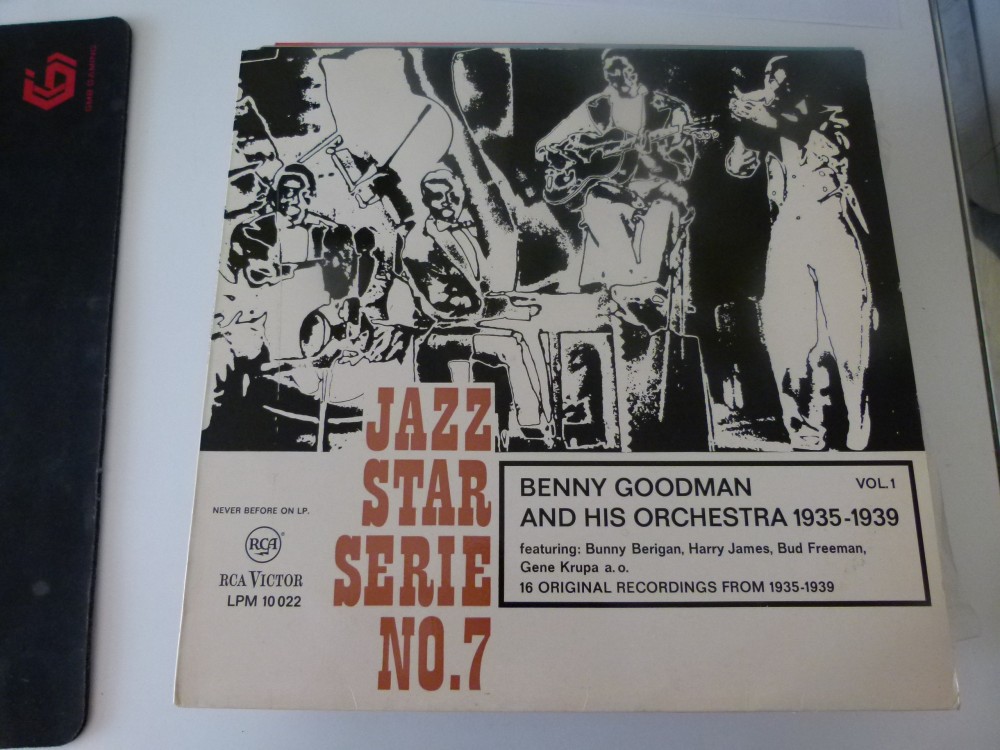 GMB GAMING
NEVER BEFORE ON LP.
RCA
RCA VICTOR
LPM 10 022
JAZZ
STAR
SERIE
NO.7
BENNY GOODMAN VOL.1
AND HIS ORCHESTRA 1935-1939
featuring: Bunny Berigan, Harry James, Bud Freeman,
Gene Krupa a.o.
16 ORIGINAL RECORDINGS FROM 1935-1939